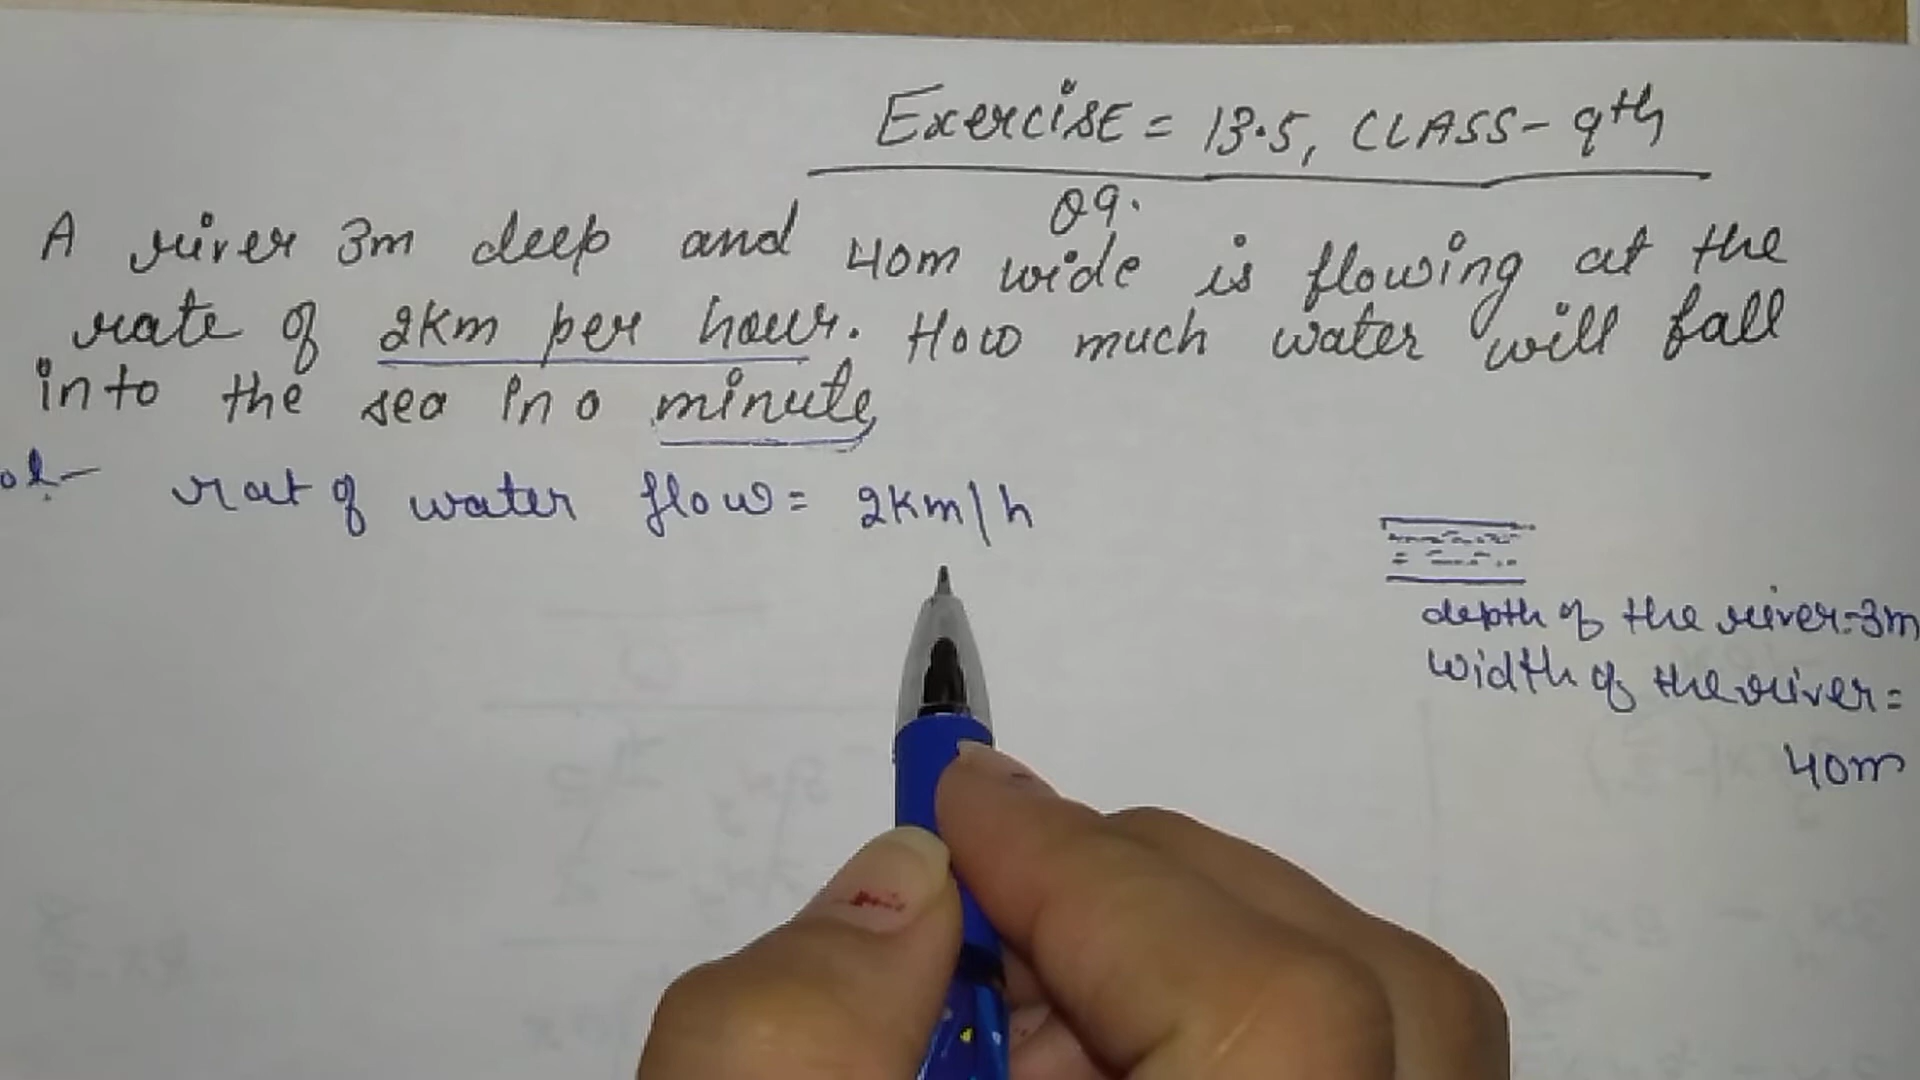 Exercise = 13.5, CLASS- 9th
Q9.
A river 3m deep and 40m wide is flowing at the
rate of 2km per hour. How much water will fall
into the sea in a minute
ol- rat of water flow = 2km/h
depth of the river = 3m
width of the river =
40m